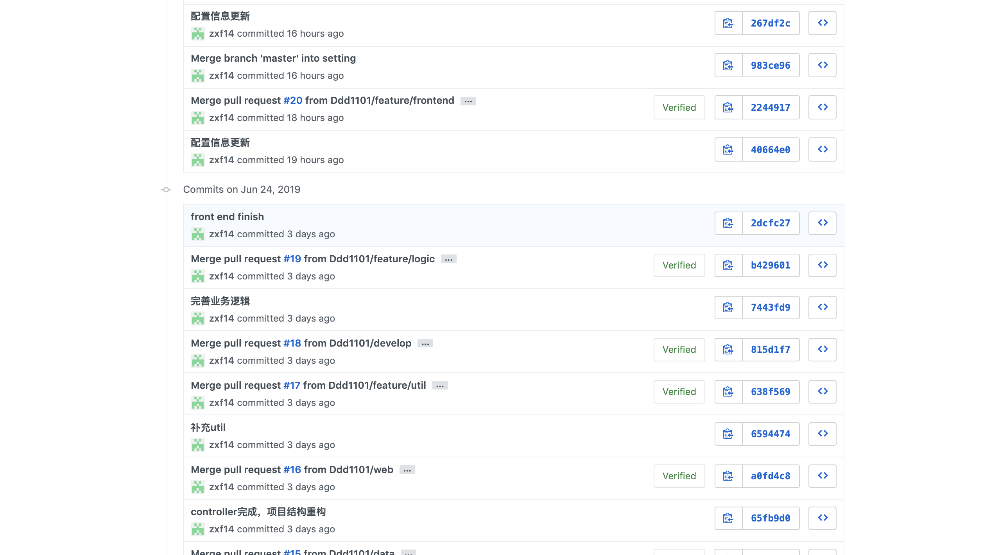 配置信息更新
267df2c
zxf14 committed 16 hours ago
Merge branch 'master' into setting
983ce96
zxf14 committed 16 hours ago
Merge pull request #20 from Ddd1101/feature/frontend …
Verified
2244917
zxf14 committed 18 hours ago
配置信息更新
40664e0
zxf14 committed 19 hours ago
Commits on Jun 24, 2019
front end finish
2dcfc27
zxf14 committed 3 days ago
Merge pull request #19 from Ddd1101/feature/logic …
Verified
b429601
zxf14 committed 3 days ago
完善业务逻辑
7443fd9
zxf14 committed 3 days ago
Merge pull request #18 from Ddd1101/develop …
Verified
815d1f7
zxf14 committed 3 days ago
Merge pull request #17 from Ddd1101/feature/util …
Verified
638f569
zxf14 committed 3 days ago
补充util
6594474
zxf14 committed 3 days ago
Merge pull request #16 from Ddd1101/web …
Verified
a0fd4c8
zxf14 committed 3 days ago
controller完成，项目结构重构
65fb9d0
zxf14 committed 3 days ago
Merge pull request #15 from Ddd1101/data …